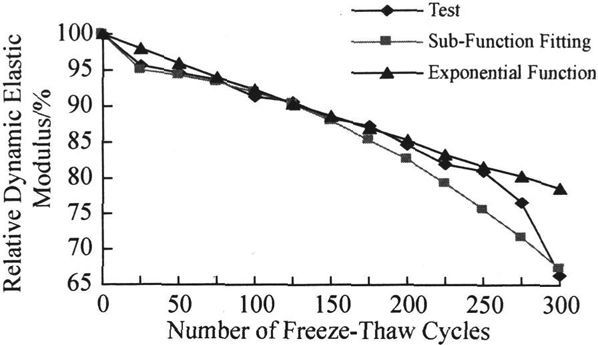 Test
Sub-Function Fitting
Exponential Function
100
95
90
85
80
75
70
65
Relative Dynamic Elastic
Modulus/%
0
50
100
150
200
250
300
Number of Freeze-Thaw Cycles